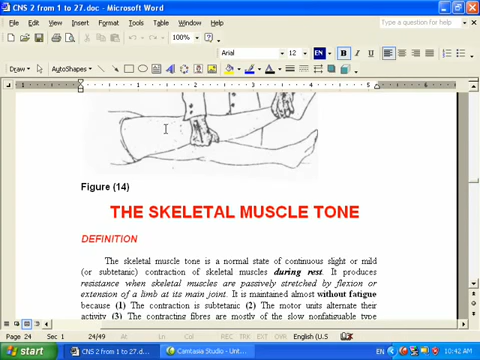 CNS 2 from 1 to 27.doc - Microsoft Word
File Edit View Insert Format Tools Table Window Help
Type a question for help
100%
Arial 12 EN B
Draw AutoShapes
Figure (14)
THE SKELETAL MUSCLE TONE
DEFINITION
The skeletal muscle tone is a normal state of continuous slight or mild
(or subtetanic) contraction of skeletal muscles during rest. It produces
resistance when skeletal muscles are passively stretched by flexion or
extension of a limb at its main joint. It is maintained almost without fatigue
because (1) The contraction is subtetanic (2) The motor units alternate their
activity (3) The contracting fibres are mostly of the slow nonfatiguable type
Page 24 Sec 1 24/49 At Ln Col REC TRK EXT OVR English (U.S
start CNS 2 from 1 to 27.d... Camtasia Studio - Unt... EN 10:42 AM